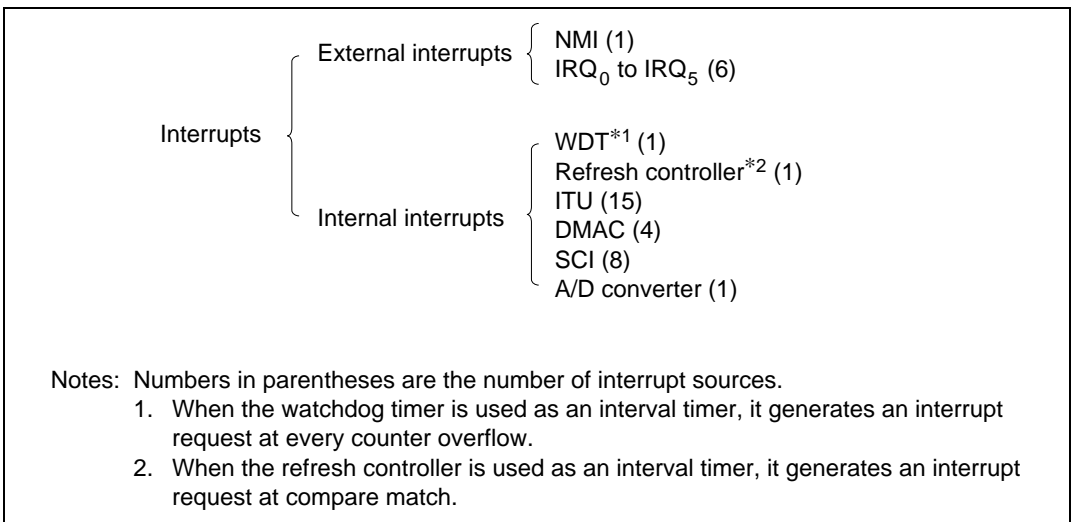 Interrupts
External interrupts
NMI (1)
IRQ0 to IRQ5 (6)
Internal interrupts
WDT*1 (1)
Refresh controller*2 (1)
ITU (15)
DMAC (4)
SCI (8)
A/D converter (1)
Notes: Numbers in parentheses are the number of interrupt sources.
1. When the watchdog timer is used as an interval timer, it generates an interrupt
request at every counter overflow.
2. When the refresh controller is used as an interval timer, it generates an interrupt
request at compare match.